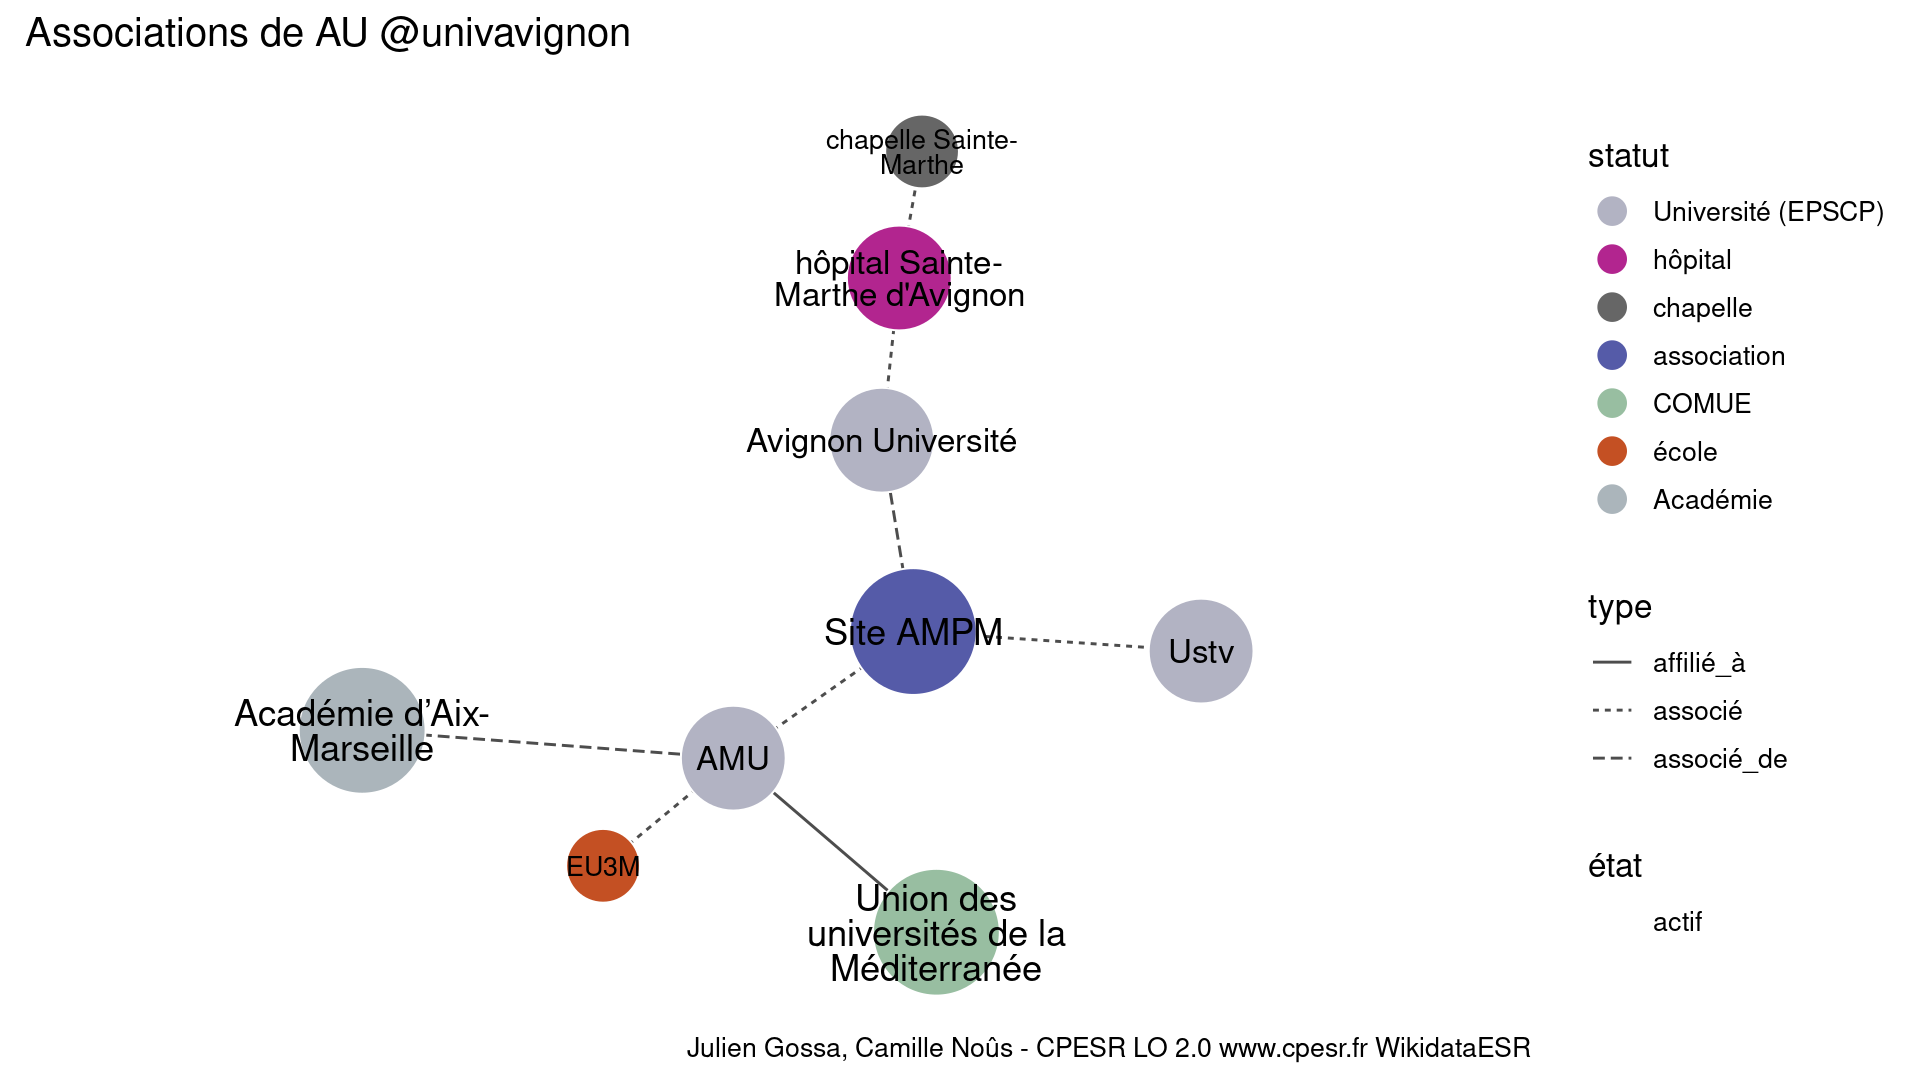 Associations de AU @univavignon
chapelle Sainte-
Marthe
hôpital Sainte-
Marthe d'Avignon
Avignon Université
Site AMPM
Ustv
Académie d’Aix-
Marseille
AMU
EU3M
Union des
universités de la
Méditerranée
statut
Université (EPSCP)
hôpital
chapelle
association
COMUE
école
Académie
type
affilié_à
associé
associé_de
état
actif
Julien Gossa, Camille Noûs - CPESR LO 2.0 www.cpesr.fr WikidataESR